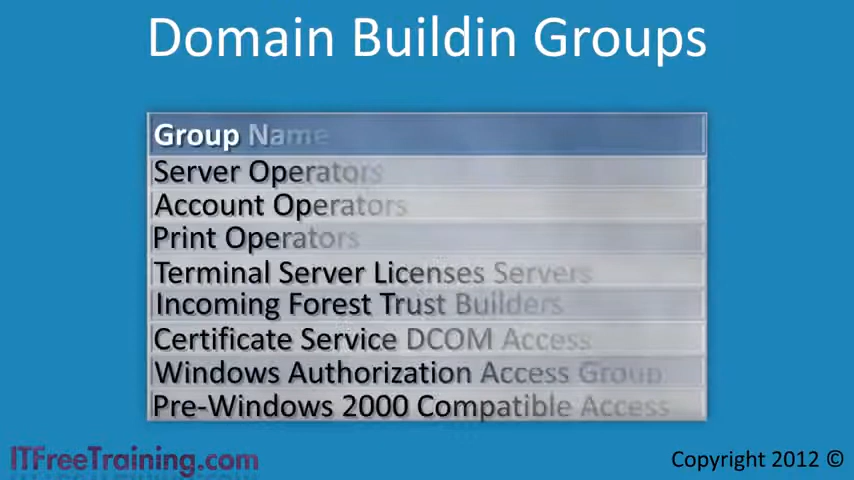 Domain Buildin Groups
Group Name
Server Operators
Account Operators
Print Operators
Terminal Server Licenses Servers
Incoming Forest Trust Builders
Certificate Service DCOM Access
Windows Authorization Access Group
Pre-Windows 2000 Compatible Access
ITFreeTraining.com
Copyright 2012 ©